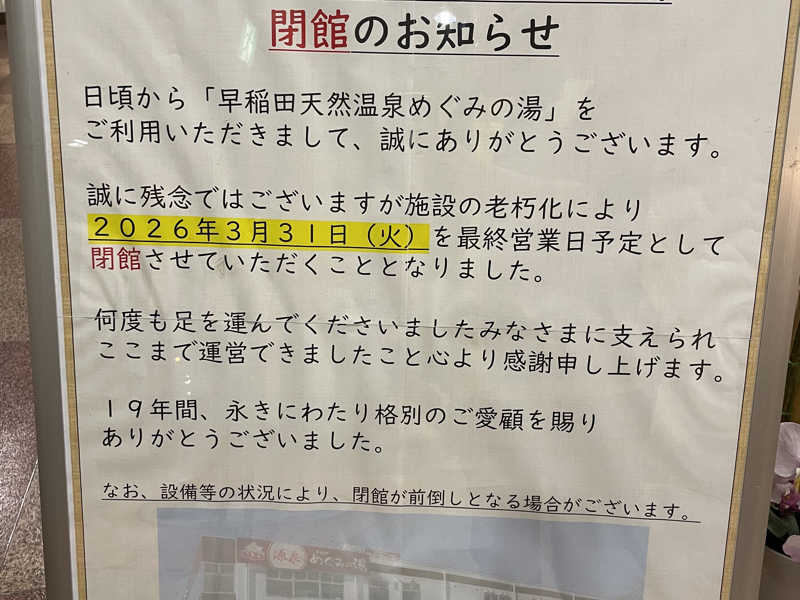 閉館のお知らせ
日頃から「早稲田天然温泉めぐみの湯」を
ご利用いただきまして、誠にありがとうございます。
誠に残念ではございますが施設の老朽化により
２０２６年３月３１日（火）を最終営業日予定として
閉館させていただくこととなりました。
何度も足を運んでくださいましたみなさまに支えられ
ここまで運営できましたこと心より感謝申し上げます。
１９年間、永きにわたり格別のご愛顧を賜り
ありがとうございました。
なお、設備等の状況により、閉館が前倒しとなる場合がございます。
源泉 めぐみの湯